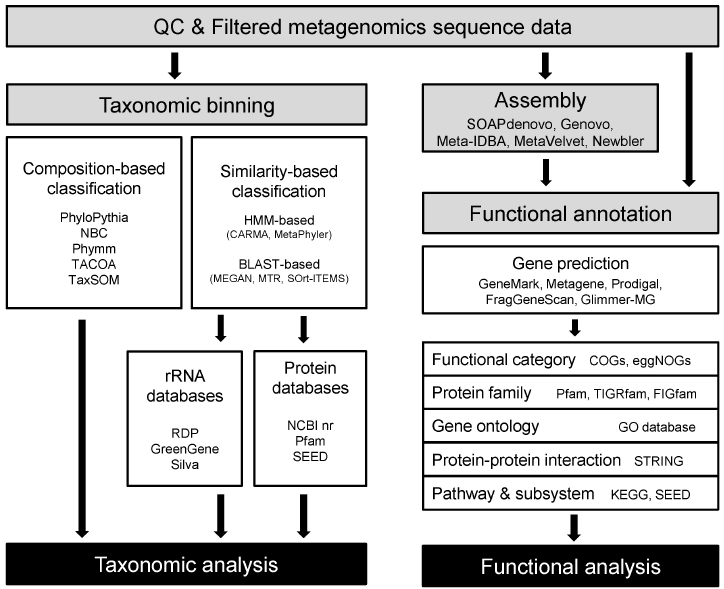 QC & Filtered metagenomics sequence data
Taxonomic binning
Composition-based
classification
PhyloPythia
NBC
Phymm
TACOA
TaxSOM
Similarity-based
classification
HMM-based
(CARMA, MetaPhyler)
BLAST-based
(MEGAN, MTR, SOrt-ITEMS)
rRNA
databases
RDP
GreenGene
Silva
Protein
databases
NCBI nr
Pfam
SEED
Taxonomic analysis
Assembly
SOAPdenovo, Genovo,
Meta-IDBA, MetaVelvet, Newbler
Functional annotation
Gene prediction
GeneMark, Metagene, Prodigal,
FragGeneScan, Glimmer-MG
Functional category COGs, eggNOGs
Protein family Pfam, TIGRfam, FIGfam
Gene ontology GO database
Protein-protein interaction STRING
Pathway & subsystem KEGG, SEED
Functional analysis